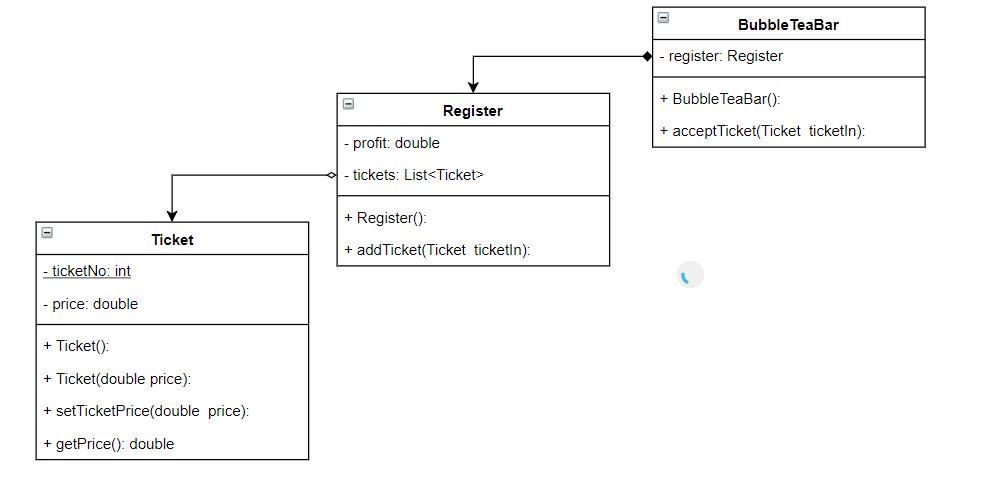 BubbleTeaBar
- register: Register
+ BubbleTeaBar():
+ acceptTicket(Ticket ticketIn):
Register
- profit: double
- tickets: List<Ticket>
+ Register():
+ addTicket(Ticket ticketIn):
Ticket
- ticketNo: int
- price: double
+ Ticket():
+ Ticket(double price):
+ setTicketPrice(double price):
+ getPrice(): double